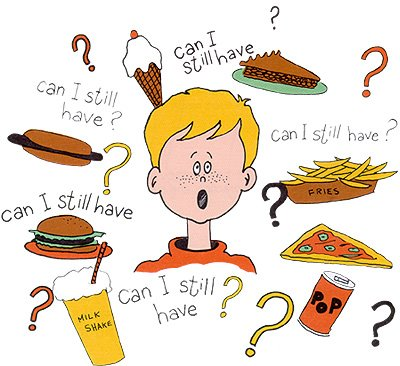 can I
still have
can I still
have ?
can I still have ?
FRIES
can I still have
MILK
SHAKE
can I still ?
have
POP